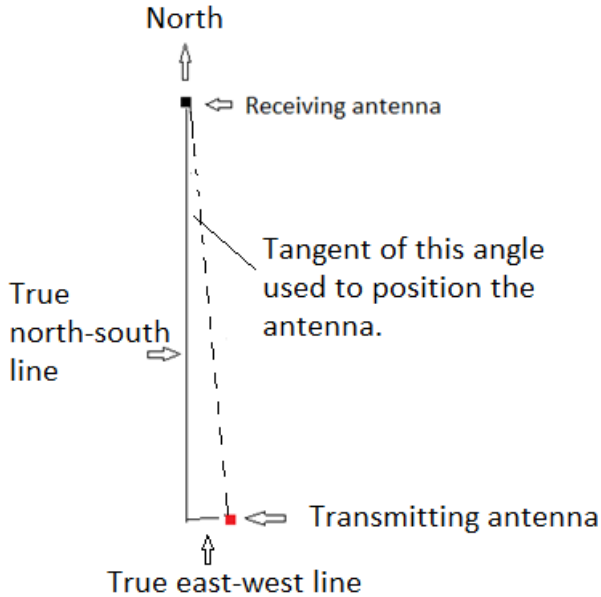 North
Receiving antenna
Tangent of this angle
used to position the
antenna.
True
north-south
line
Transmitting antenna
True east-west line